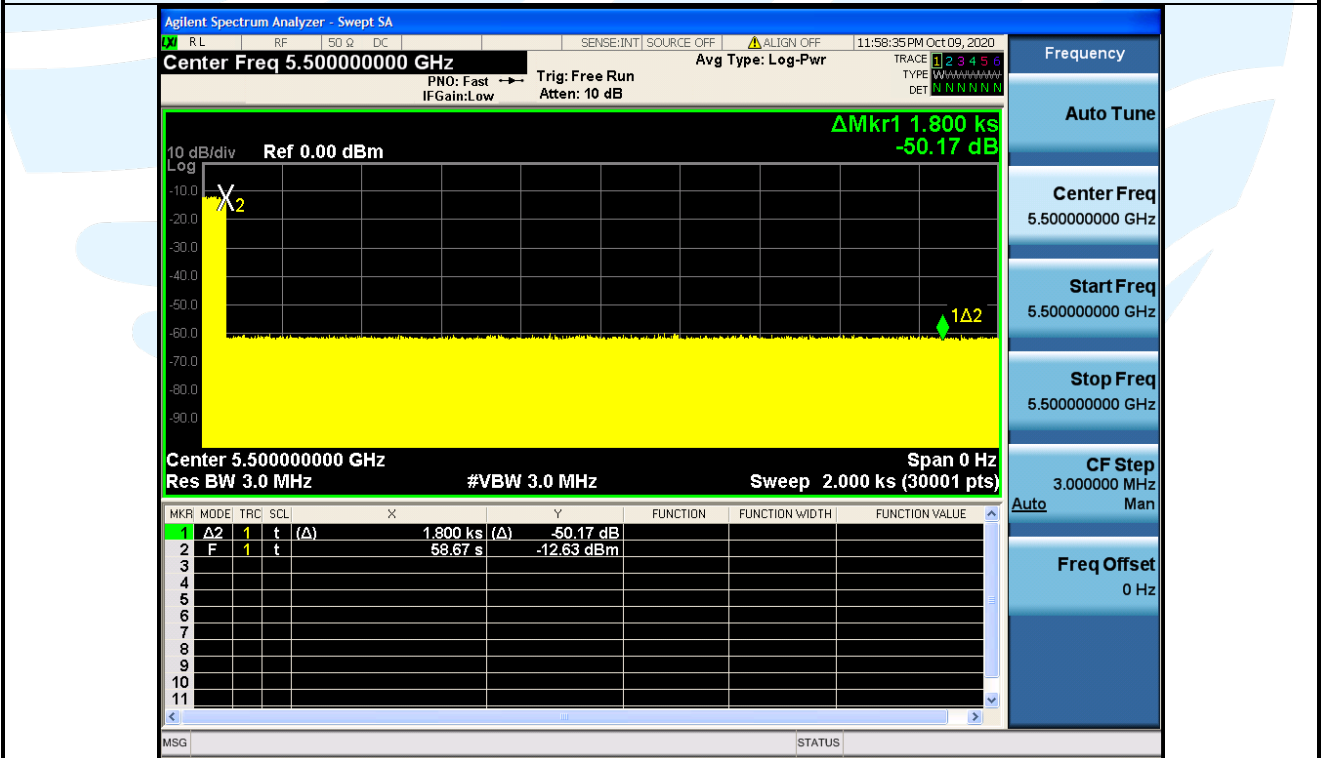 Agilent Spectrum Analyzer - Swept SA
LXI RL RF 50 Ω DC SENSE:INT SOURCE OFF ALIGN OFF 11:58:35 PM Oct 09, 2020
Center Freq 5.500000000 GHz
PNO: Fast
IFGain:Low
Trig: Free Run
Atten: 10 dB
Avg Type: Log-Pwr
TRACE 1 2 3 4 5 6
TYPE WWWWWW
DET N N N N N N
ΔMkr1 1.800 ks
-50.17 dB
10 dB/div Ref 0.00 dBm
Log
-10.0
-20.0
-30.0
-40.0
-50.0
-60.0
-70.0
-80.0
-90.0
X2
1Δ2
Center 5.500000000 GHz Span 0 Hz
Res BW 3.0 MHz #VBW 3.0 MHz Sweep 2.000 ks (30001 pts)
MKR MODE TRC SCL X Y FUNCTION FUNCTION WIDTH FUNCTION VALUE
1 Δ2 1 t (Δ) 1.800 ks (Δ) -50.17 dB
2 F 1 t 58.67 s -12.63 dBm
3
4
5
6
7
8
9
10
11
MSG STATUS
Frequency
Auto Tune
Center Freq
5.500000000 GHz
Start Freq
5.500000000 GHz
Stop Freq
5.500000000 GHz
CF Step
3.000000 MHz
Auto Man
Freq Offset
0 Hz